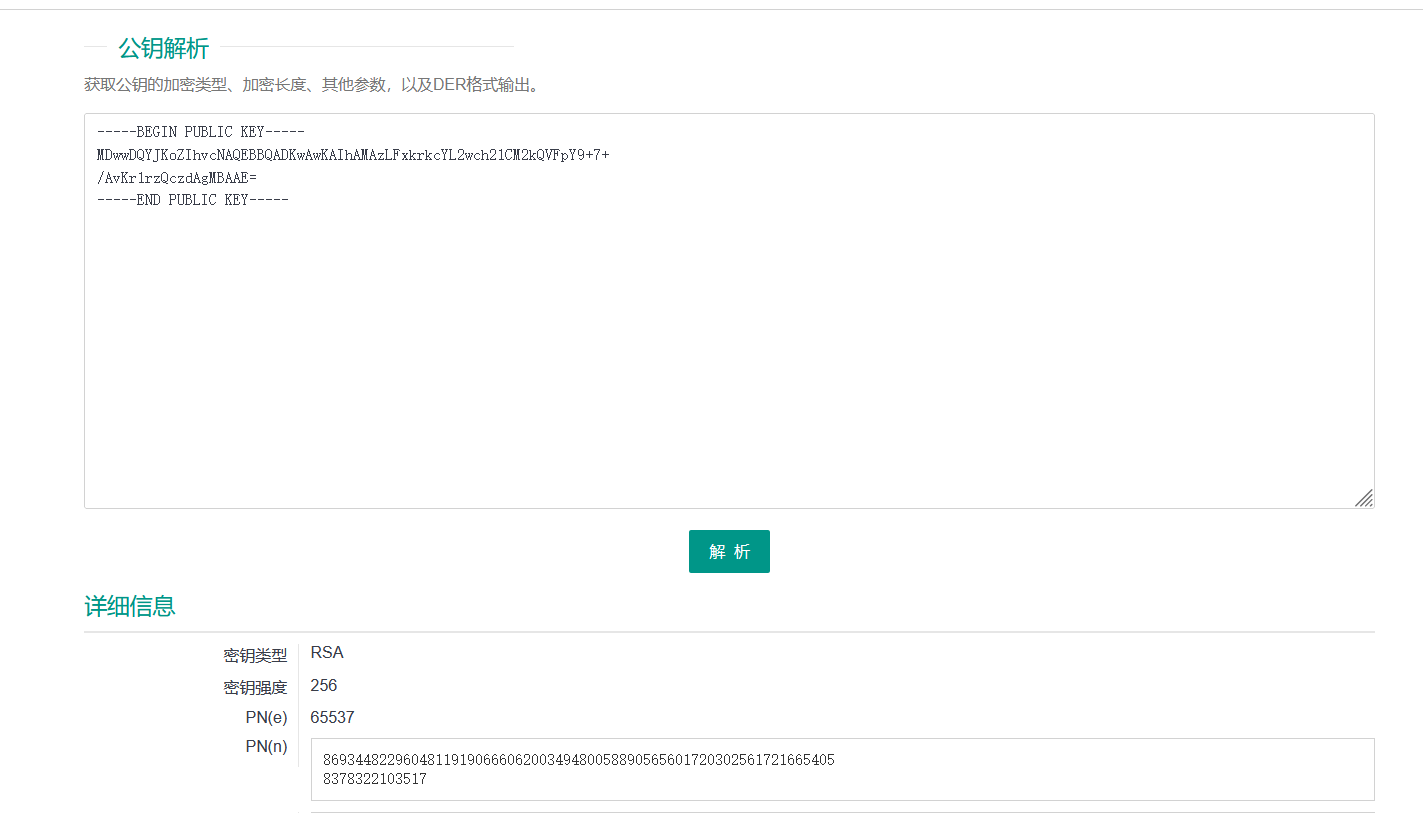 公钥解析
获取公钥的加密类型、加密长度、其他参数，以及DER格式输出。
-----BEGIN PUBLIC KEY-----
MDwwDQYJKoZIhvcNAQEBBQADKwAwKAIhAMAzLFxkrkcYL2wch21CM2kQVFpY9+7+
/AvKr1rzQczdAgMBAAE=
-----END PUBLIC KEY-----
解 析
详细信息
密钥类型 RSA
密钥强度 256
PN(e) 65537
PN(n) 8693448229604811919066606200349480058890565601720302561721665405
8378322103517